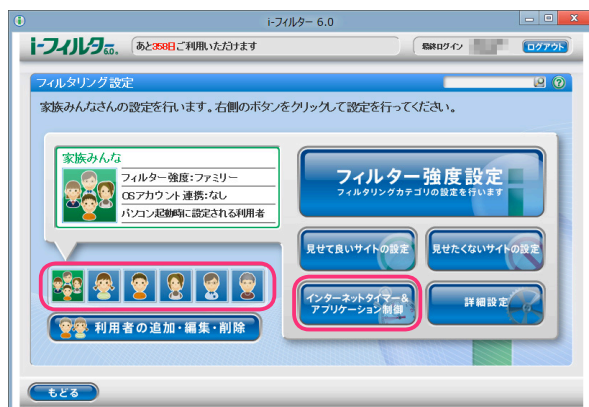 i-フィルター 6.0
i-フィルター6.0 あと358日ご利用いただけます
最終ログイン
ログアウト
フィルタリング設定
家族みんなさんの設定を行います。右側のボタンをクリックして設定を行ってください。
家族みんな
フィルター強度:ファミリー
OSアカウント連携:なし
パソコン起動時に設定される利用者
フィルター強度設定
フィルタリングカテゴリの設定を行います
見せて良いサイトの設定
見せたくないサイトの設定
インターネットタイマー&
アプリケーション制御
詳細設定
利用者の追加・編集・削除
もどる